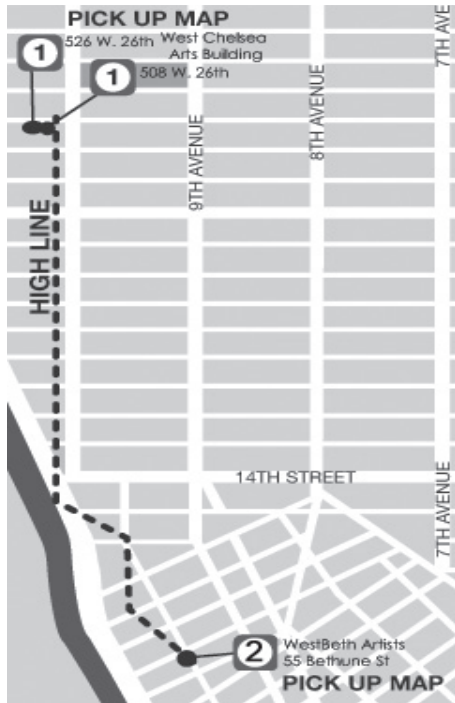 PICK UP MAP
1
526 W. 26th West Chelsea
Arts Building
1
508 W. 26th
7TH AVENUE
8TH AVENUE
9TH AVENUE
HIGH LINE
14TH STREET
7TH AVENUE
2
WestBeth Artists
55 Bethune St
PICK UP MAP